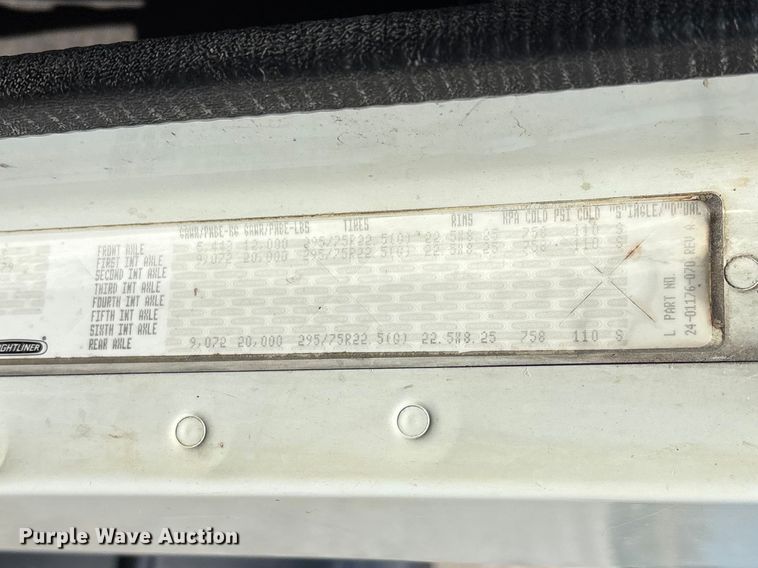 GAWR/PNBE-KG GAWR/PNBE-LBS TIRES RIMS KPA COLD PSI COLD "S"INGLE/"D"UAL
FRONT AXLE 5,443 12,000 295/75R22.5(G) 22.5X8.25 758 110 S
FIRST INT AXLE 9,072 20,000 295/75R22.5(G) 22.5X8.25 758 110 S
SECOND INT AXLE
THIRD INT AXLE
FOURTH INT AXLE
FIFTH INT AXLE
SIXTH INT AXLE
REAR AXLE 9,072 20,000 295/75R22.5(G) 22.5X8.25 758 110 S
L PART NO.
24-01176-070 REV A
GHTLINER
Purple Wave Auction